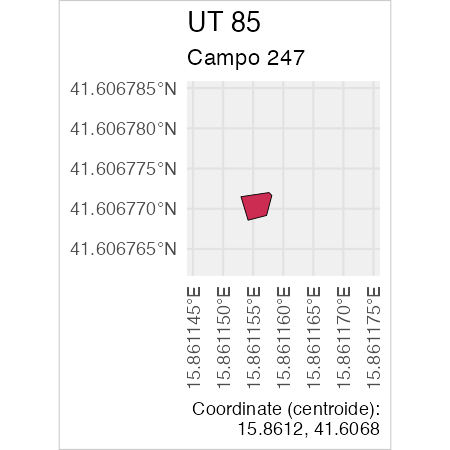 UT 85
Campo 247
41.606785°N
41.606780°N
41.606775°N
41.606770°N
41.606765°N
15.861145°E
15.861150°E
15.861155°E
15.861160°E
15.861165°E
15.861170°E
15.861175°E
Coordinate (centroide):
15.8612, 41.6068